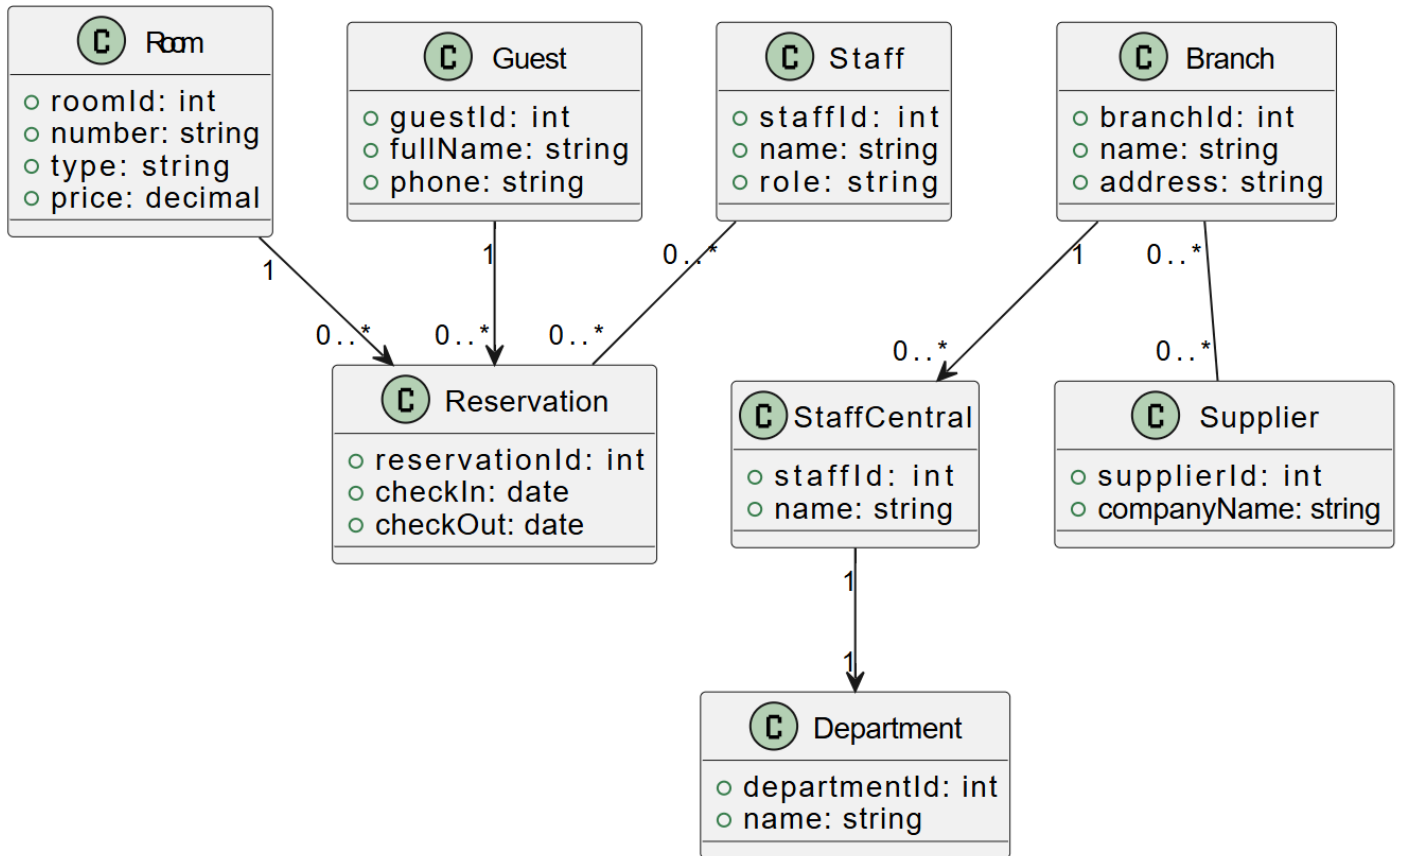 C Room
roomId: int
number: string
type: string
price: decimal
C Guest
guestId: int
fullName: string
phone: string
C Staff
staffId: int
name: string
role: string
C Branch
branchId: int
name: string
address: string
1
0..*
1
0..*
0..*
0..*
1
0..*
0..*
0..*
C Reservation
reservationId: int
checkIn: date
checkOut: date
C StaffCentral
staffId: int
name: string
C Supplier
supplierId: int
companyName: string
1
1
C Department
departmentId: int
name: string